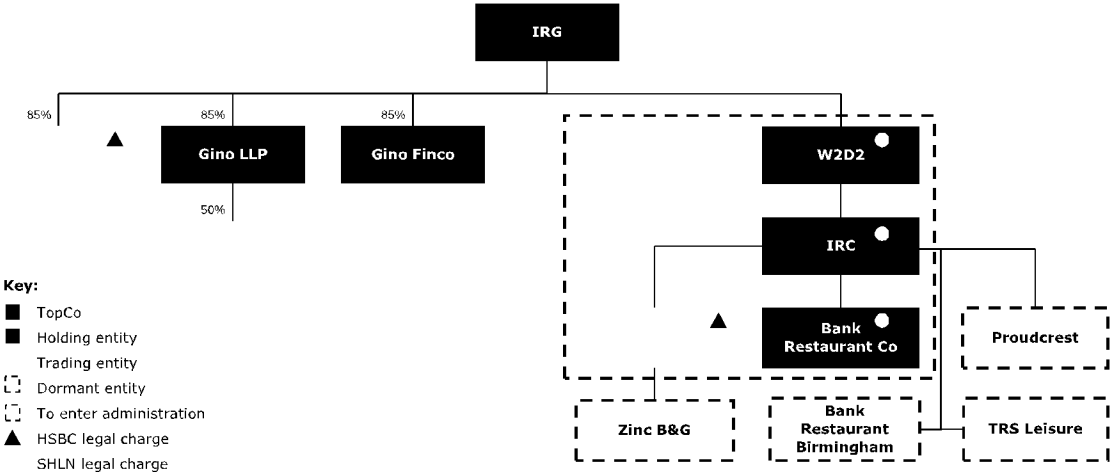 IRG
85%
85%
85%
Gino LLP
Gino Finco
W2D2
50%
IRC
Key:
TopCo
Holding entity
Trading entity
Dormant entity
To enter administration
HSBC legal charge
SHLN legal charge
Bank
Restaurant Co
Proudcrest
Zinc B&G
Bank
Restaurant
Birmingham
TRS Leisure